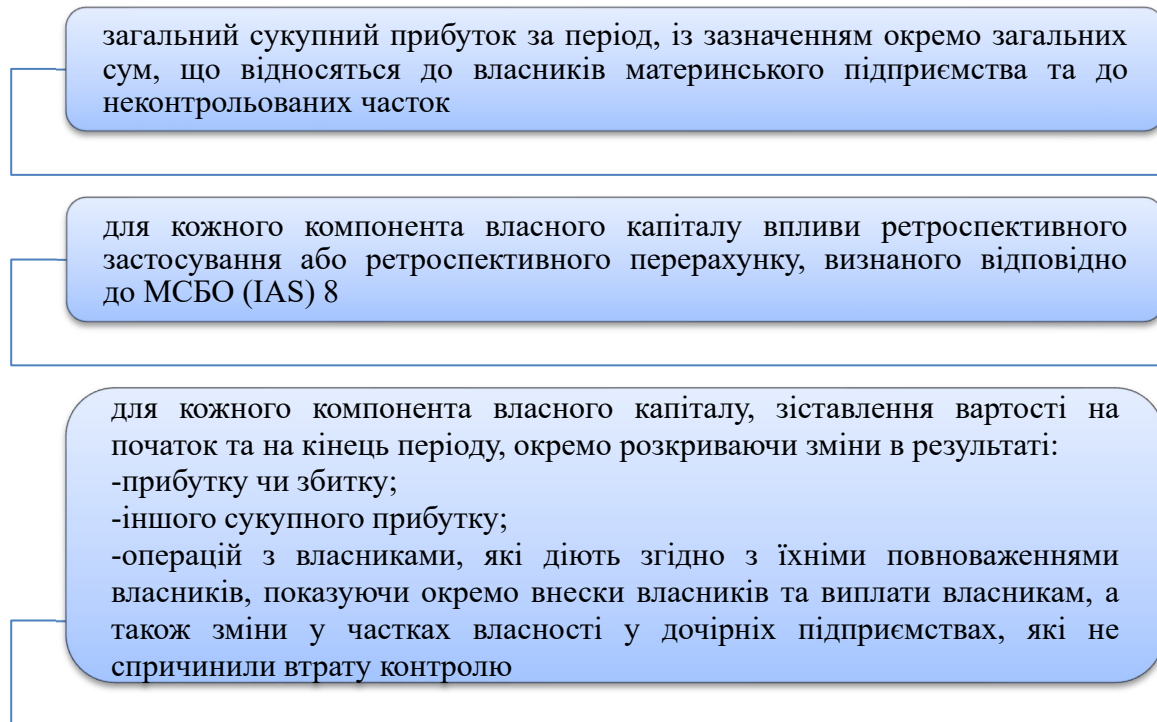 загальний сукупний прибуток за період, із зазначенням окремо загальних
сум, що відносяться до власників материнського підприємства та до
неконтрольованих часток
для кожного компонента власного капіталу впливи ретроспективного
застосування або ретроспективного перерахунку, визнаного відповідно
до МСБО (IAS) 8
для кожного компонента власного капіталу, зіставлення вартості на
початок та на кінець періоду, окремо розкриваючи зміни в результаті:
-прибутку чи збитку;
-іншого сукупного прибутку;
-операцій з власниками, які діють згідно з їхніми повноваженнями
власників, показуючи окремо внески власників та виплати власникам, а
також зміни у частках власності у дочірніх підприємствах, які не
спричинили втрату контролю